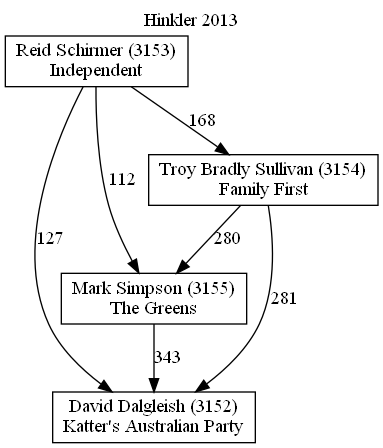 Hinkler 2013
Reid Schirmer (3153)
Independent
168
Troy Bradly Sullivan (3154)
Family First
112
127
280
281
Mark Simpson (3155)
The Greens
343
David Dalgleish (3152)
Katter's Australian Party